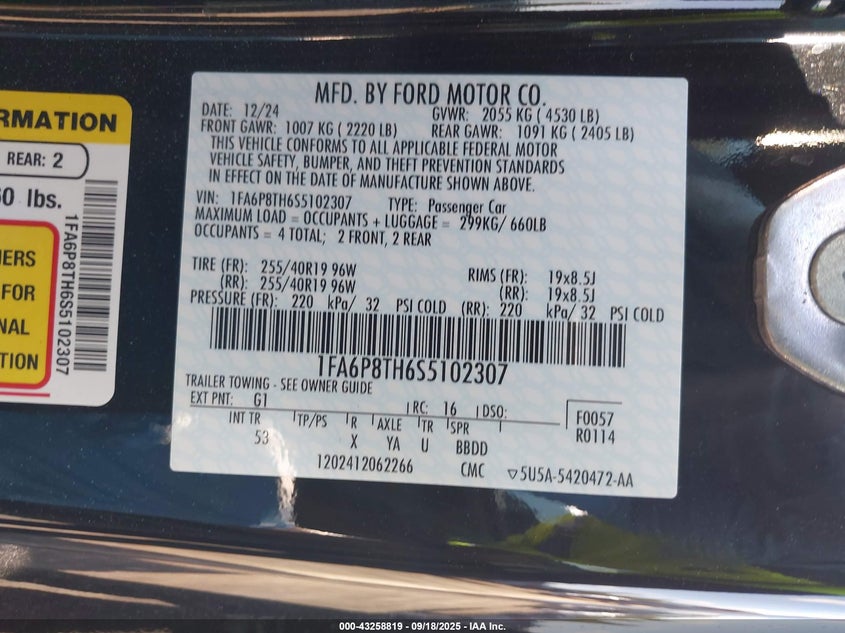 RMATION
REAR: 2
60 lbs.
ERS
FOR
NAL
TION
1FA6P8TH6S5102307
MFD. BY FORD MOTOR CO.
DATE: 12/24 GVWR: 2055 KG ( 4530 LB)
FRONT GAWR: 1007 KG ( 2220 LB) REAR GAWR: 1091 KG ( 2405 LB)
THIS VEHICLE CONFORMS TO ALL APPLICABLE FEDERAL MOTOR
VEHICLE SAFETY, BUMPER, AND THEFT PREVENTION STANDARDS
IN EFFECT ON THE DATE OF MANUFACTURE SHOWN ABOVE.
VIN: 1FA6P8TH6S5102307 TYPE: Passenger Car
MAXIMUM LOAD = OCCUPANTS + LUGGAGE = 299KG/ 660LB
OCCUPANTS = 4 TOTAL; 2 FRONT, 2 REAR
TIRE (FR): 255/40R19 96W RIMS (FR): 19x8.5J
(RR): 255/40R19 96W (RR): 19x8.5J
PRESSURE (FR): 220 kPa/ 32 PSI COLD (RR): 220 kPa/ 32 PSI COLD
1FA6P8TH6S5102307
TRAILER TOWING - SEE OWNER GUIDE
EXT PNT: G1 RC: 16 DSO: F0057
INT TR TP/PS R AXLE TR SPR R0114
53 X YA U BBDD
1202412062266 CMC ▽5U5A-5420472-AA
000-43258819 - 09/18/2025 - IAA Inc.